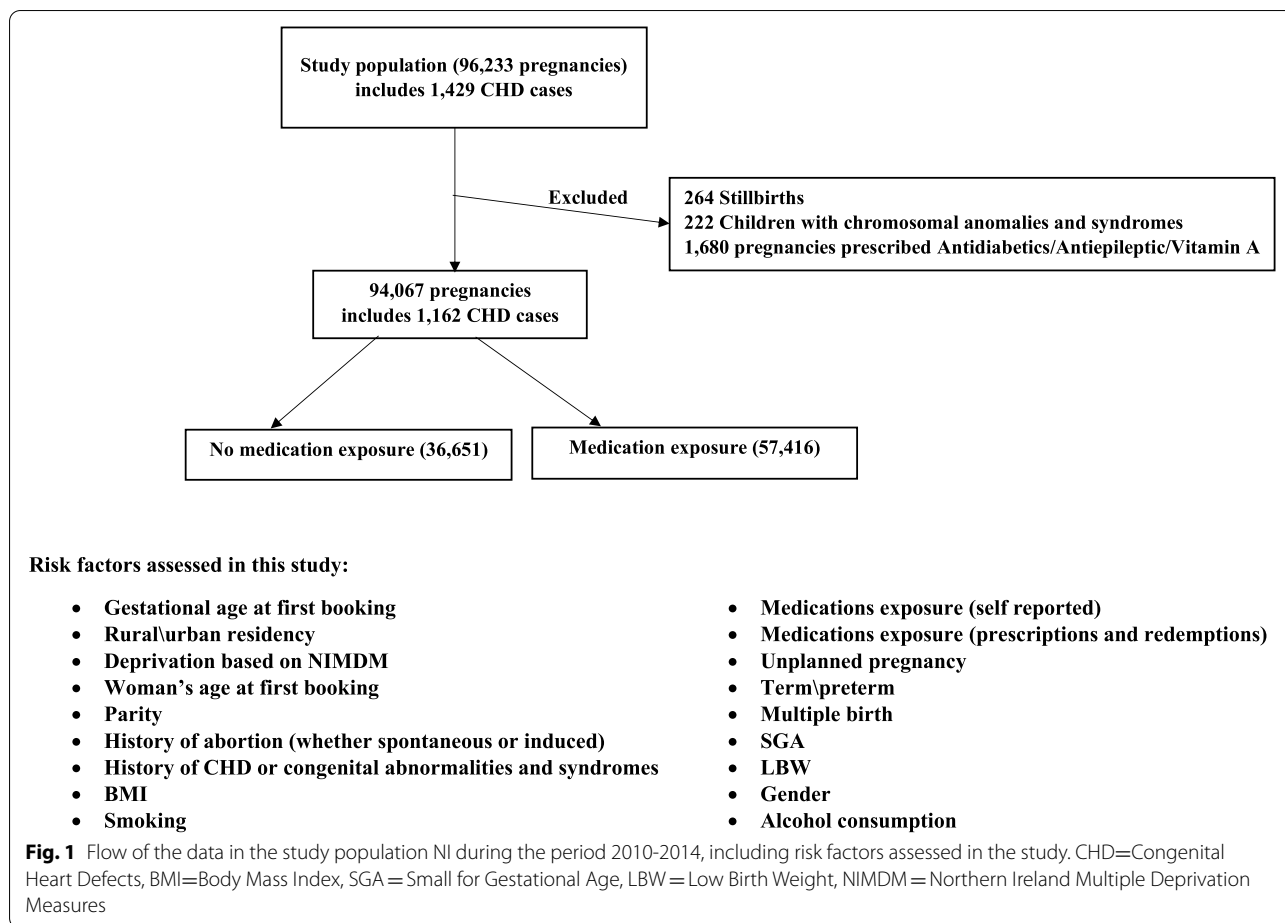 Study population (96,233 pregnancies)
includes 1,429 CHD cases
Excluded
264 Stillbirths
222 Children with chromosomal anomalies and syndromes
1,680 pregnancies prescribed Antidiabetics/Antiepileptic/Vitamin A
94,067 pregnancies
includes 1,162 CHD cases
No medication exposure (36,651)
Medication exposure (57,416)
Risk factors assessed in this study:
• Gestational age at first booking
• Rural\urban residency
• Deprivation based on NIMDM
• Woman's age at first booking
• Parity
• History of abortion (whether spontaneous or induced)
• History of CHD or congenital abnormalities and syndromes
• BMI
• Smoking
• Medications exposure (self reported)
• Medications exposure (prescriptions and redemptions)
• Unplanned pregnancy
• Term\preterm
• Multiple birth
• SGA
• LBW
• Gender
• Alcohol consumption
Fig. 1 Flow of the data in the study population NI during the period 2010-2014, including risk factors assessed in the study. CHD=Congenital
Heart Defects, BMI=Body Mass Index, SGA = Small for Gestational Age, LBW = Low Birth Weight, NIMDM = Northern Ireland Multiple Deprivation
Measures